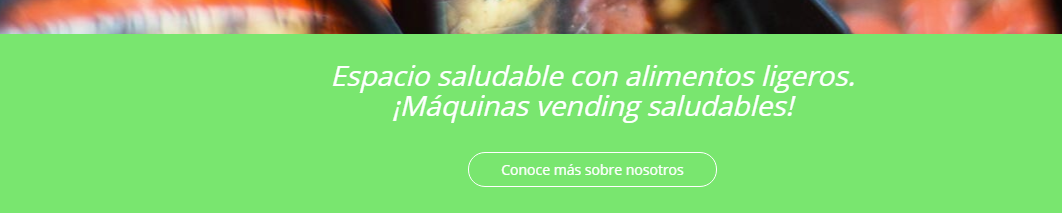 Espacio saludable con alimentos ligeros.
¡Máquinas vending saludables!
Conoce más sobre nosotros